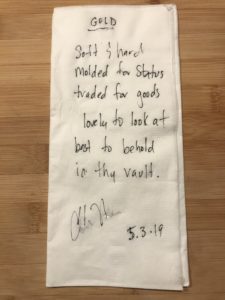 GOLD
Soft & hard
molded for status
traded for goods
lovely to look at
best to behold
in thy vault.
5.3.19